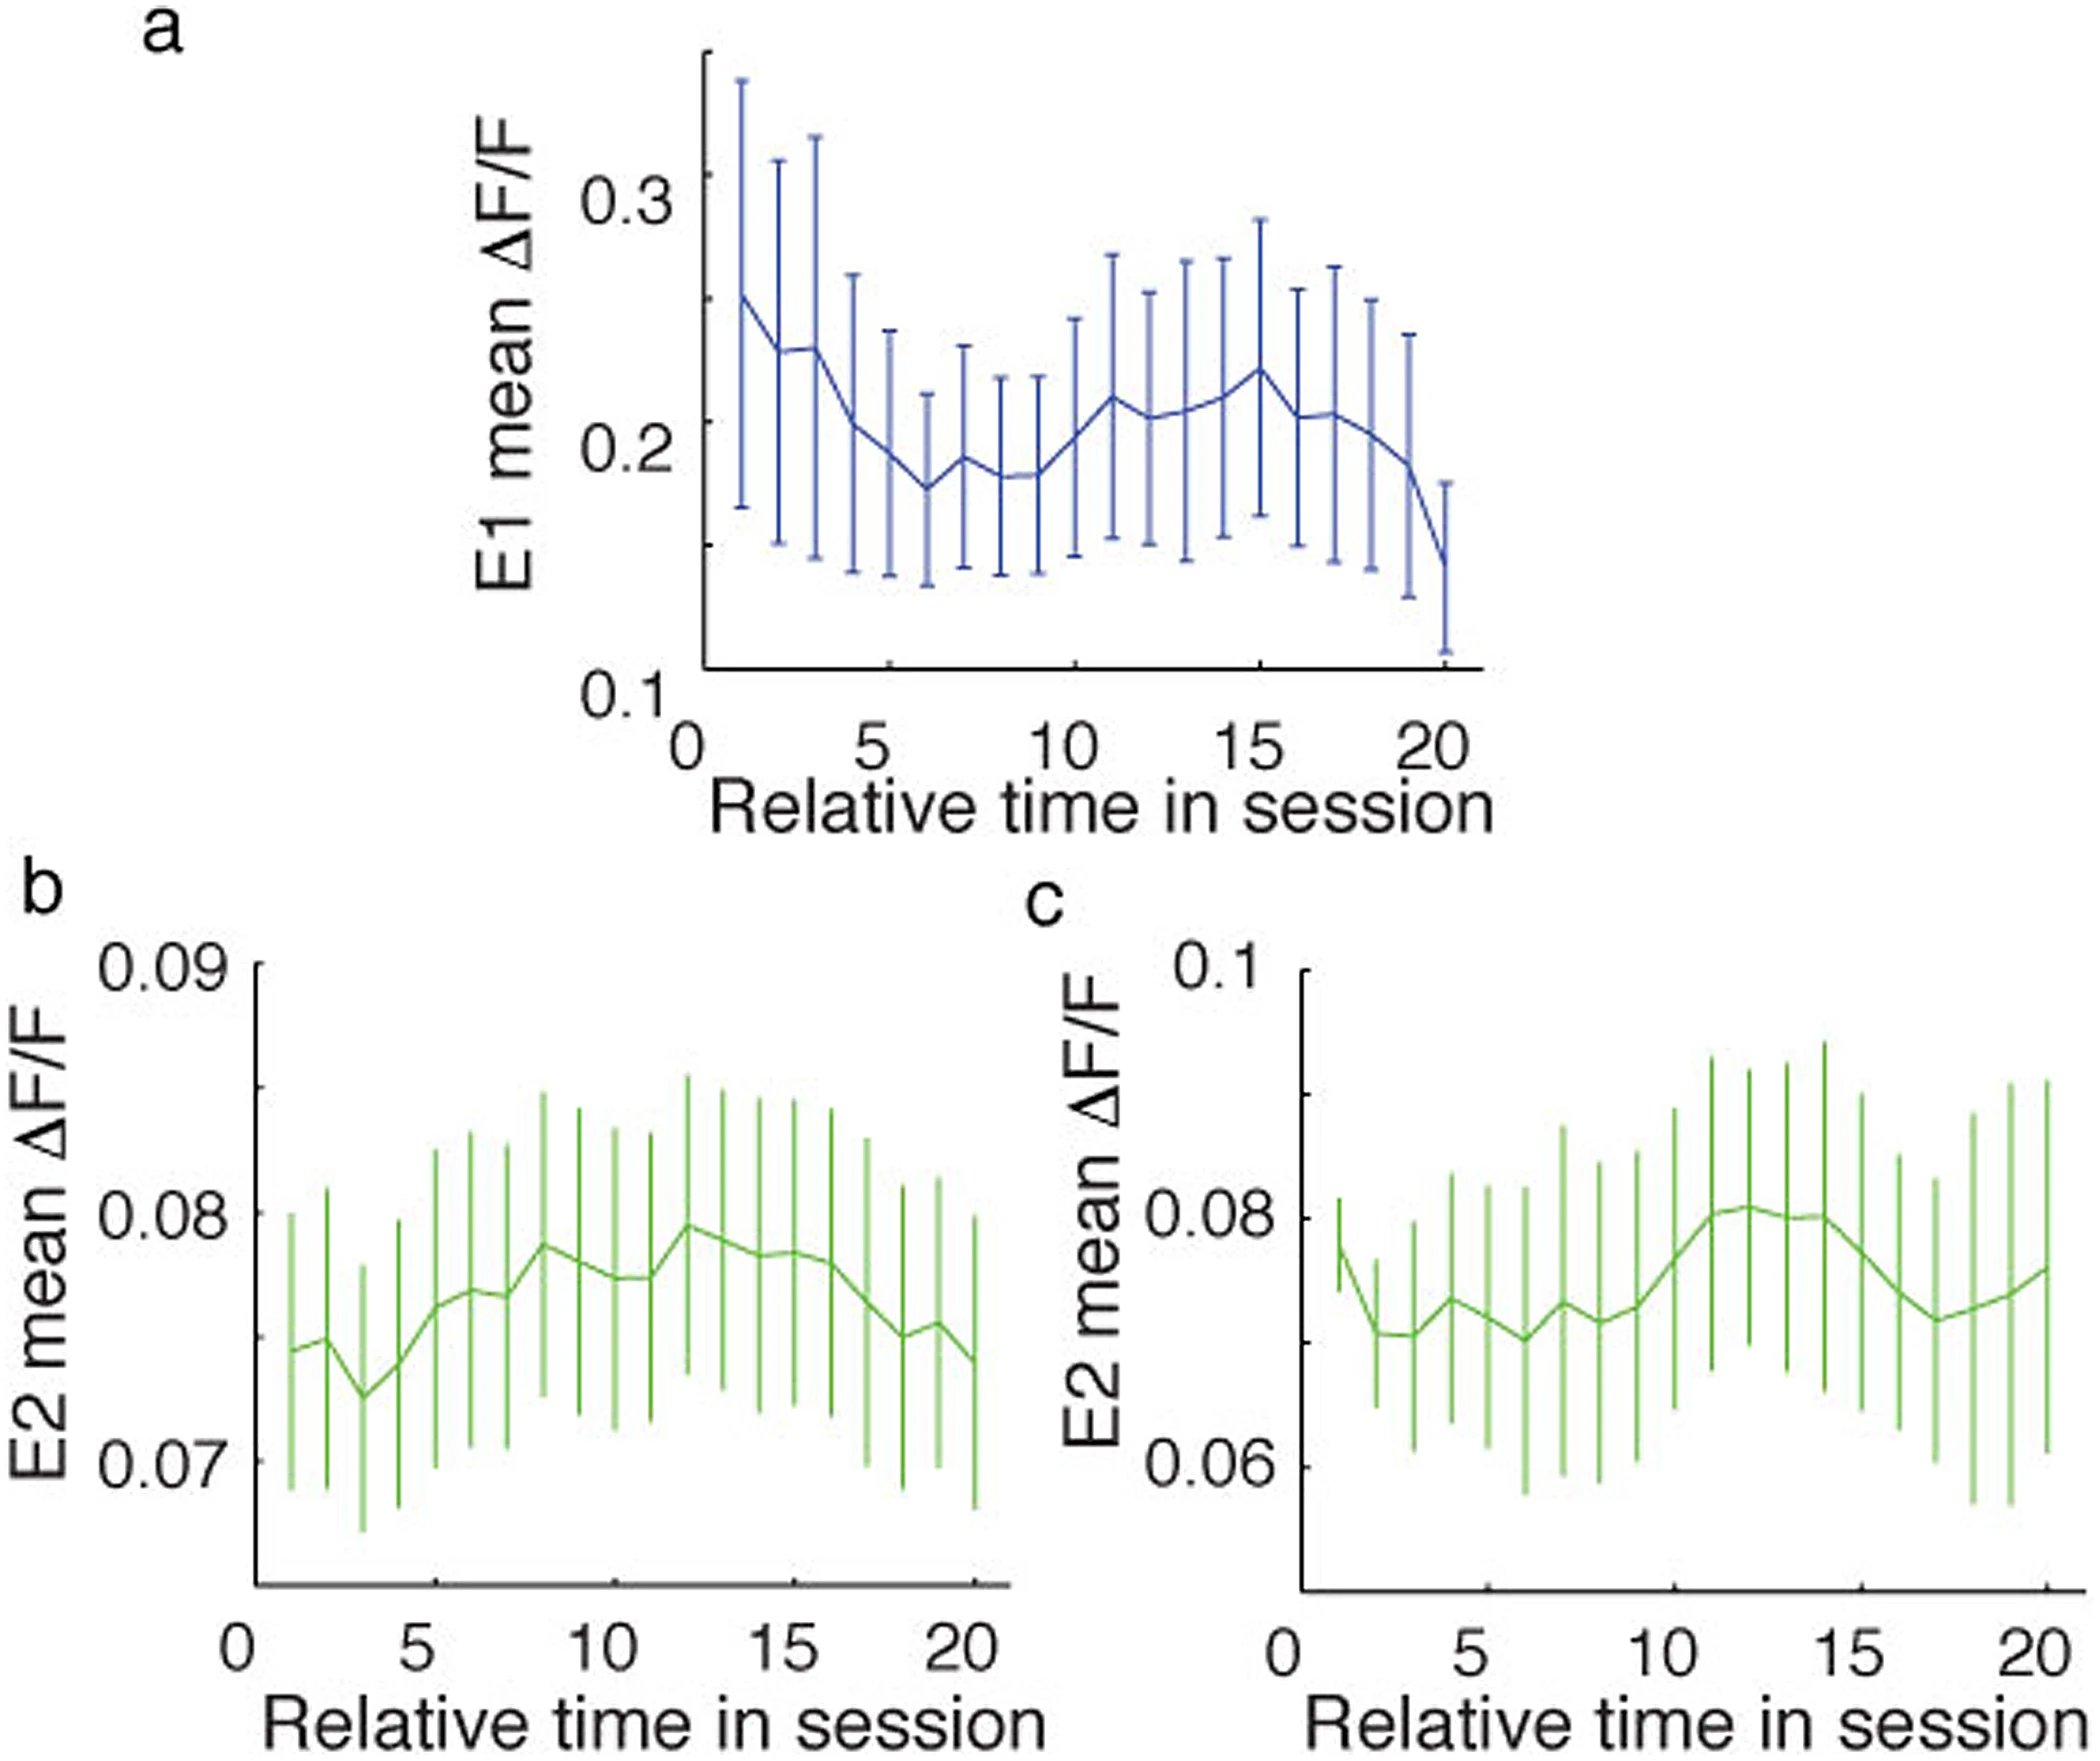 a
E1 mean ΔF/F
0.3
0.2
0.1
0 5 10 15 20
Relative time in session
b
E2 mean ΔF/F
0.09
0.08
0.07
0 5 10 15 20
Relative time in session
c
E2 mean ΔF/F
0.1
0.08
0.06
0 5 10 15 20
Relative time in session